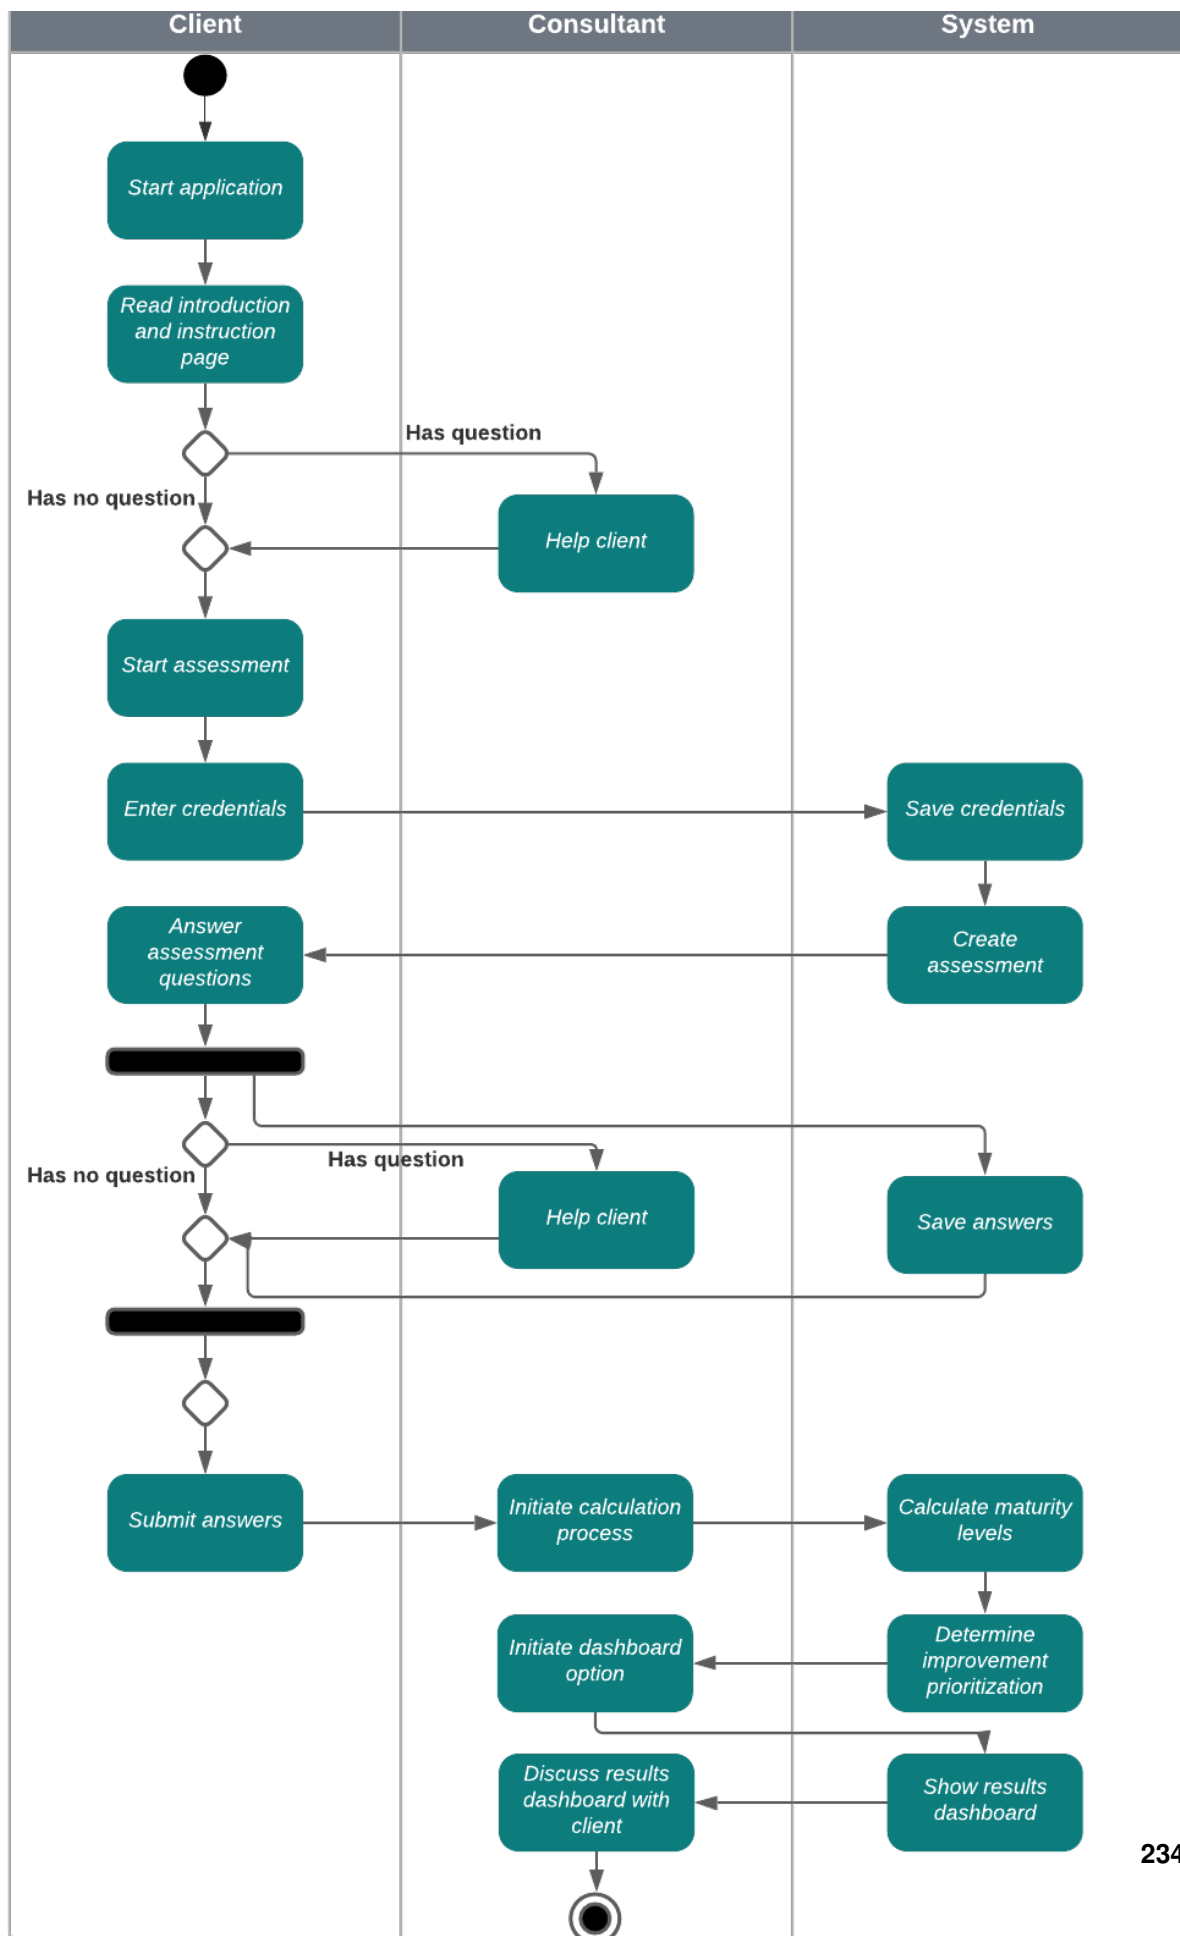 Client
Consultant
System
Start application
Read introduction
and instruction
page
Has question
Has no question
Help client
Start assessment
Enter credentials
Save credentials
Answer
assessment
questions
Create
assessment
Has question
Has no question
Help client
Save answers
Submit answers
Initiate calculation
process
Calculate maturity
levels
Initiate dashboard
option
Determine
improvement
prioritization
Discuss results
dashboard with
client
Show results
dashboard
234